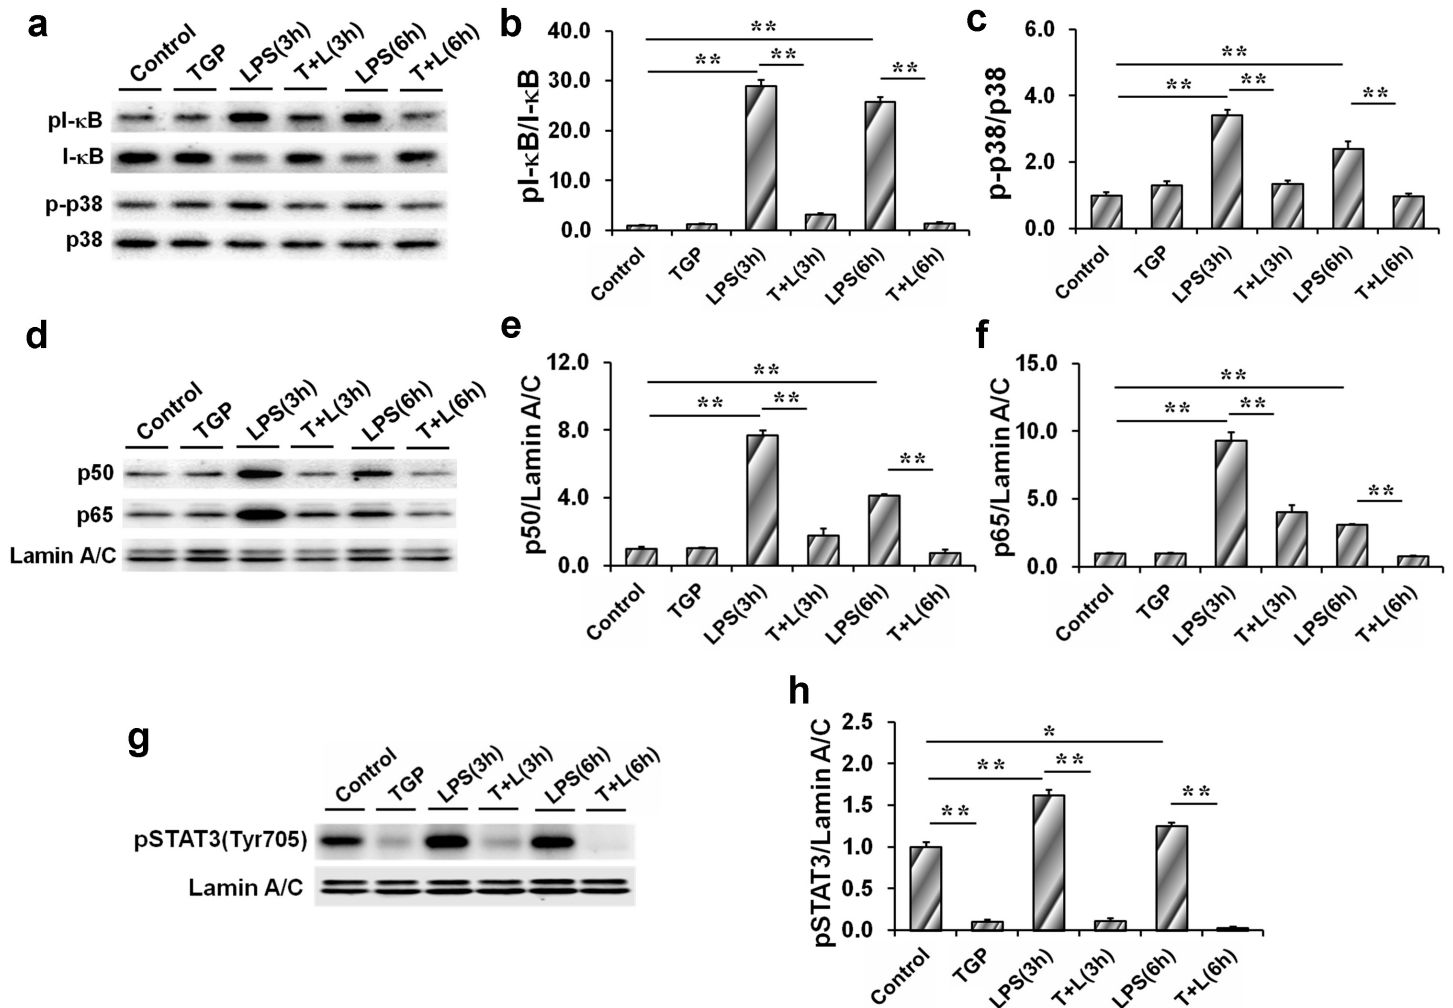 a
Control TGP LPS(3h) T+L(3h) LPS(6h) T+L(6h)
pI-κB
I-κB
p-p38
p38
b
pI-κB/I-κB
40.0
30.0
20.0
10.0
0.0
** ** ** ** **
Control TGP LPS(3h) T+L(3h) LPS(6h) T+L(6h)
c
p-p38/p38
6.0
4.0
2.0
0.0
** ** ** ** 
Control TGP LPS(3h) T+L(3h) LPS(6h) T+L(6h)
d
Control TGP LPS(3h) T+L(3h) LPS(6h) T+L(6h)
p50
p65
Lamin A/C
e
p50/Lamin A/C
12.0
8.0
4.0
0.0
** ** ** **
Control TGP LPS(3h) T+L(3h) LPS(6h) T+L(6h)
f
p65/Lamin A/C
15.0
10.0
5.0
0.0
** ** ** **
Control TGP LPS(3h) T+L(3h) LPS(6h) T+L(6h)
g
Control TGP LPS(3h) T+L(3h) LPS(6h) T+L(6h)
pSTAT3(Tyr705)
Lamin A/C
h
pSTAT3/Lamin A/C
2.5
2.0
1.5
1.0
0.5
0.0
* ** ** ** **
Control TGP LPS(3h) T+L(3h) LPS(6h) T+L(6h)